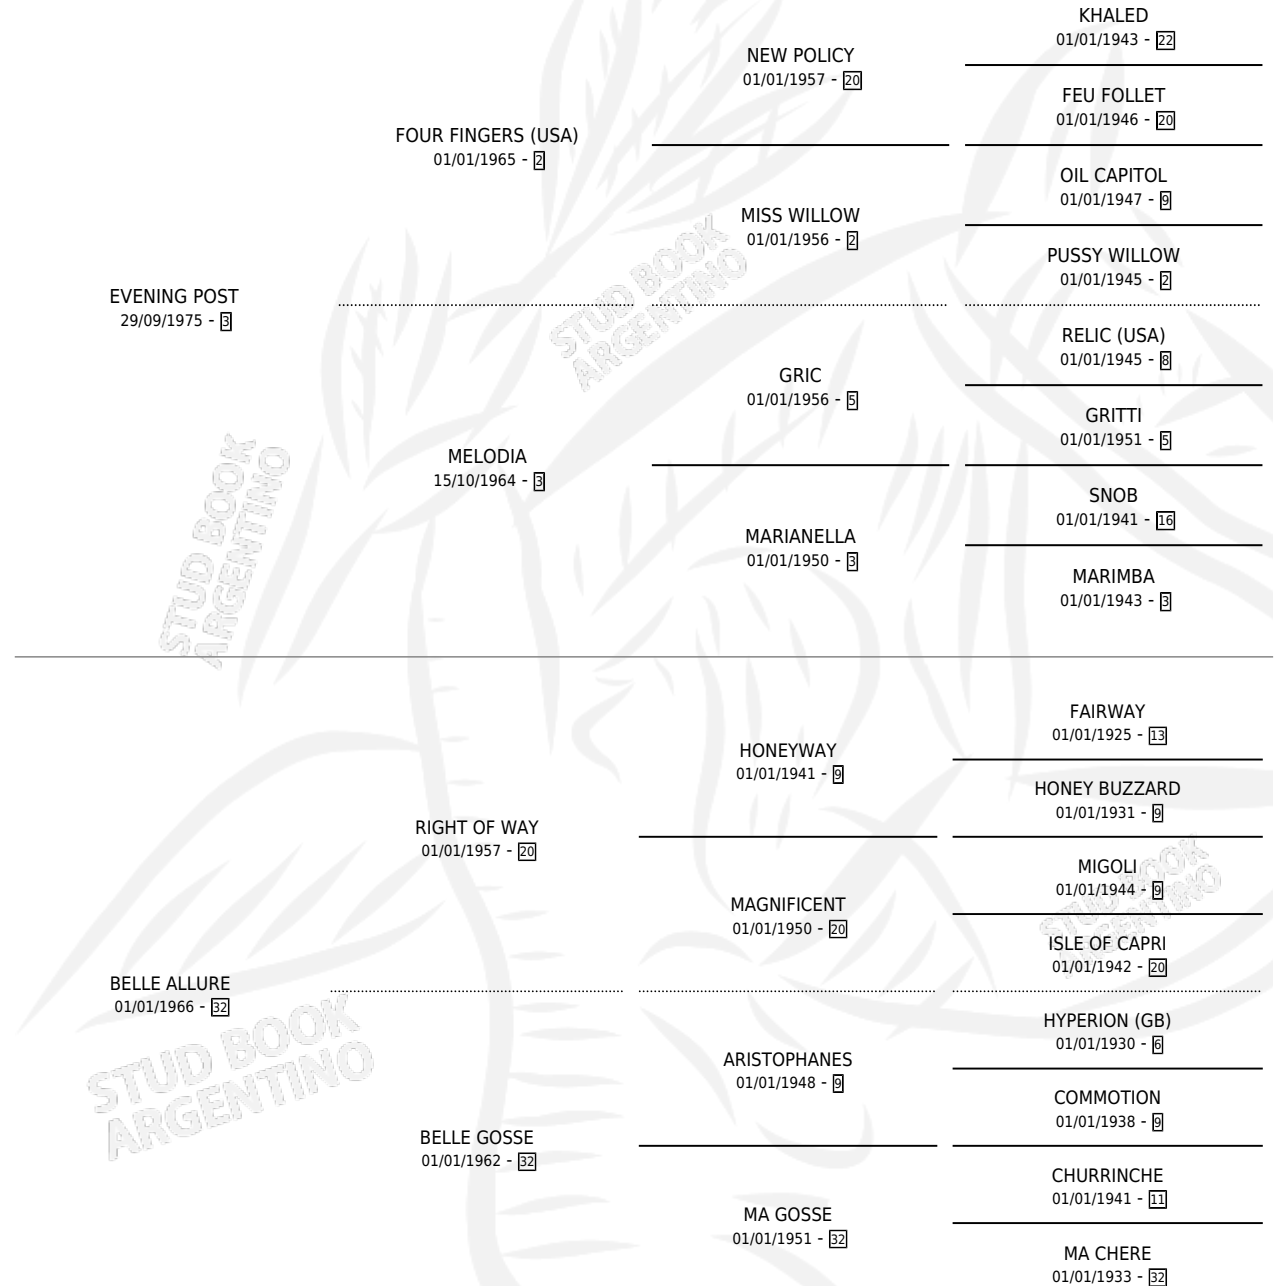 KHALED
01/01/1943 - 22
NEW POLICY
01/01/1957 - 20
FEU FOLLET
01/01/1946 - 20
FOUR FINGERS (USA)
01/01/1965 - 2
OIL CAPITOL
01/01/1947 - 9
MISS WILLOW
01/01/1956 - 2
PUSSY WILLOW
01/01/1945 - 2
EVENING POST
29/09/1975 - 3
STUD BOOK
ARGENTINO
RELIC (USA)
01/01/1945 - 8
GRIC
01/01/1956 - 5
GRITTI
01/01/1951 - 5
MELODIA
15/10/1964 - 3
SNOB
01/01/1941 - 16
MARIANELLA
01/01/1950 - 3
MARIMBA
01/01/1943 - 3
STUD BOOK
ARGENTINO
FAIRWAY
01/01/1925 - 13
HONEYWAY
01/01/1941 - 9
HONEY BUZZARD
01/01/1931 - 9
RIGHT OF WAY
01/01/1957 - 20
MIGOLI
01/01/1944 - 9
MAGNIFICENT
01/01/1950 - 20
STUD BOOK
ARGENTINO
ISLE OF CAPRI
01/01/1942 - 20
BELLE ALLURE
01/01/1966 - 32
HYPERION (GB)
01/01/1930 - 6
ARISTOPHANES
01/01/1948 - 9
STUD BOOK
ARGENTINO
COMMOTION
01/01/1938 - 9
BELLE GOSSE
01/01/1962 - 32
CHURRINCHE
01/01/1941 - 11
MA GOSSE
01/01/1951 - 32
MA CHERE
01/01/1933 - 32